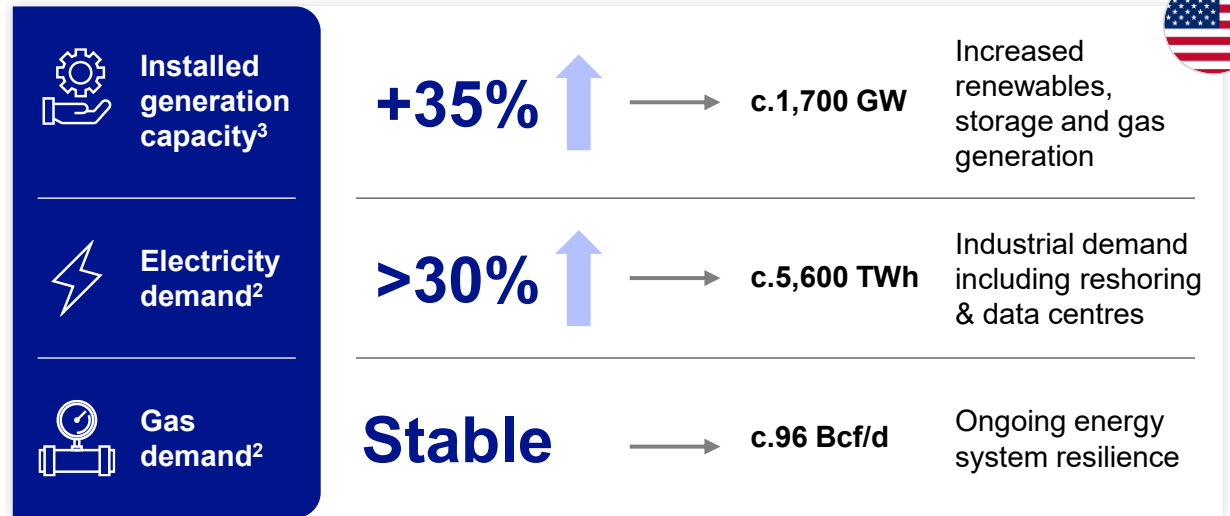 Installed
generation
capacity³
+35%
c.1,700 GW
Increased
renewables,
storage and gas
generation
Electricity
demand²
>30%
c.5,600 TWh
Industrial demand
including reshoring
& data centres
Gas
demand²
Stable
c.96 Bcf/d
Ongoing energy
system resilience